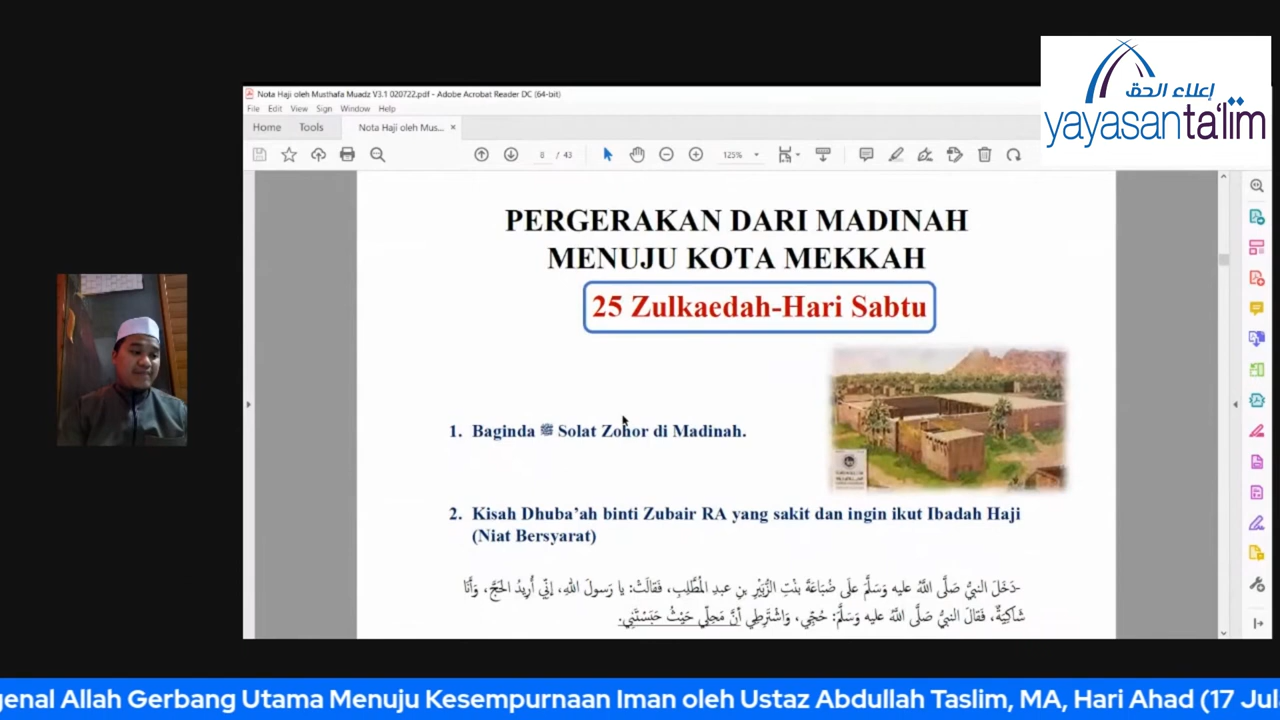 إعلاء الحق
yayasanta'lim
Nota Haji oleh Musthafa Muadz V3.1 020722.pdf - Adobe Acrobat Reader DC (64-bit)
File Edit View Sign Window Help
Home Tools Nota Haji oleh Mus... ×
8 / 43 125%
PERGERAKAN DARI MADINAH
MENUJU KOTA MEKKAH
25 Zulkaedah-Hari Sabtu
1. Baginda ﷺ Solat Zohor di Madinah.
2. Kisah Dhuba'ah binti Zubair RA yang sakit dan ingin ikut Ibadah Haji
(Niat Bersyarat)
-دَخَلَ النبيُّ صَلَّى اللَّهُ عليه وَسَلَّمَ علَى ضُبَاعَةَ بنْتِ الزُّبَيْرِ بنِ عبدِ المُطَّلِبِ، فَقالَتْ: يا رَسولَ اللهِ، إنِّي أُرِيدُ الحَجَّ، وَأَنَا
شَاكِيَةٌ، فَقالَ النبيُّ صَلَّى اللَّهُ عليه وَسَلَّمَ: حُجِّي، وَاشْتَرِطِي أنَّ مَحِلِّي حَيْثُ حَبَسْتَنِي.
genal Allah Gerbang Utama Menuju Kesempurnaan Iman oleh Ustaz Abdullah Taslim, MA, Hari Ahad (17 Jul